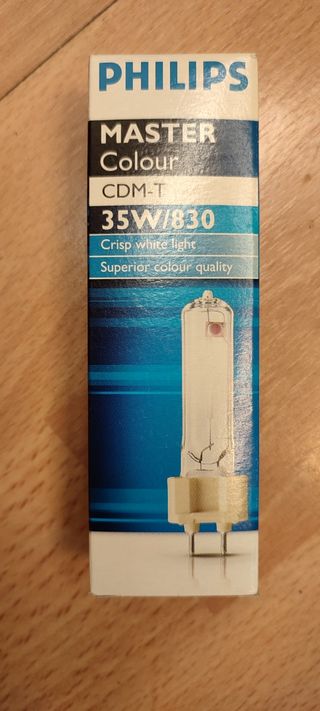 PHILIPS
MASTER
Colour
CDM-T
35W/830
Crisp white light
Superior colour quality